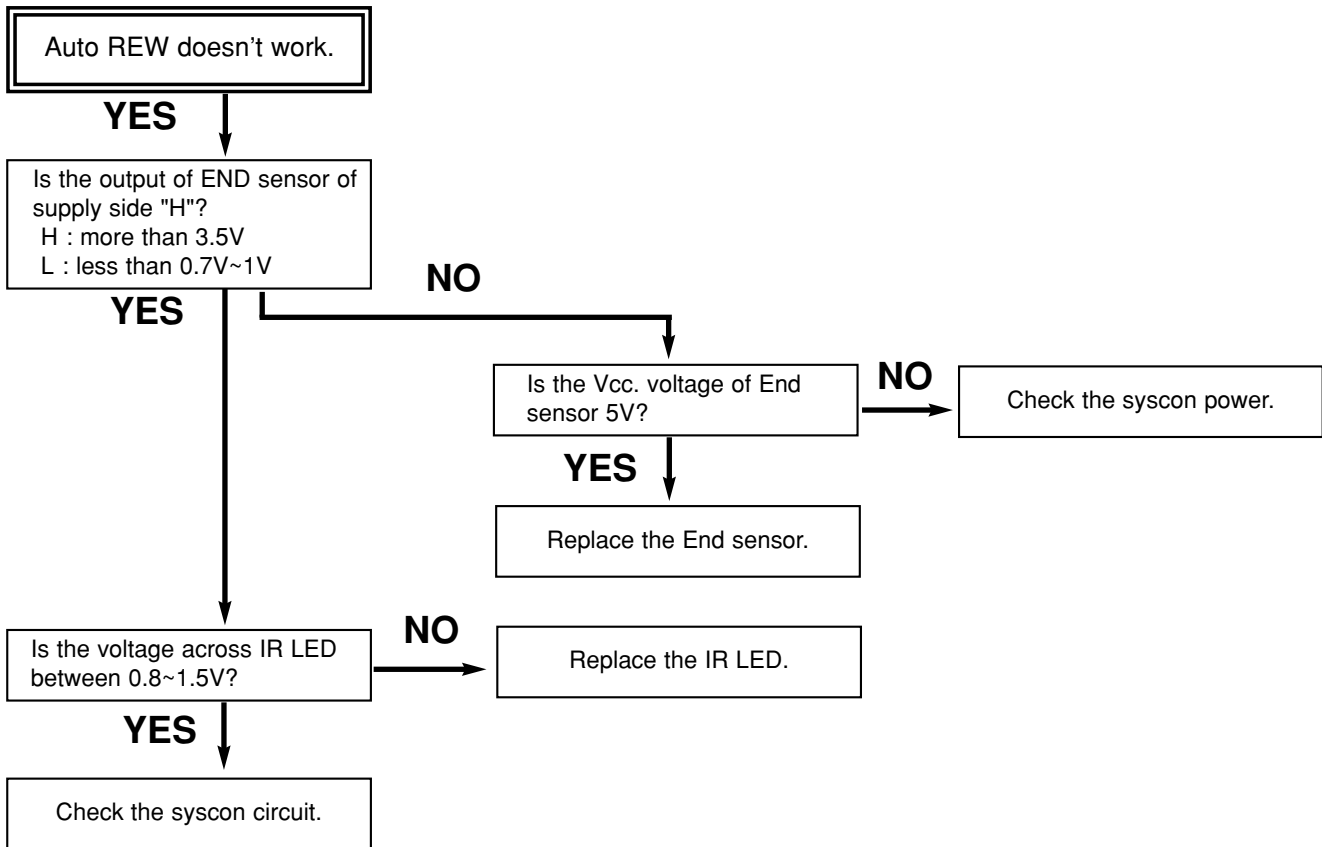 Auto REW doesn't work.
YES
Is the output of END sensor of
supply side "H"?
H : more than 3.5V
L : less than 0.7V~1V
YES
NO
Is the Vcc. voltage of End
sensor 5V?
NO
Check the syscon power.
YES
Replace the End sensor.
Is the voltage across IR LED
between 0.8~1.5V?
NO
Replace the IR LED.
YES
Check the syscon circuit.